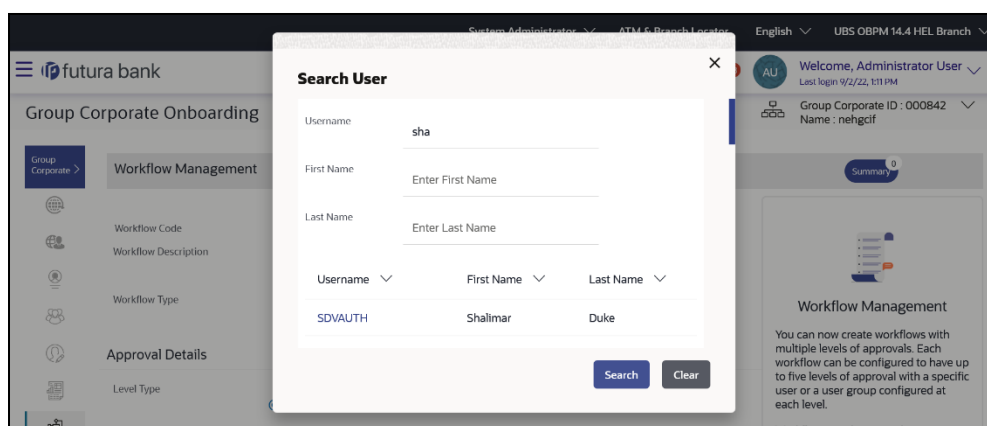 System Administrator ATM & Branch Locator English UBS OBPM 14.4 HEL Branch
futura bank
AU
Welcome, Administrator User
Last login 9/2/22, 1:11 PM
Group Corporate Onboarding
Group Corporate ID : 000842
Name : nehgcif
Group
Corporate >
Workflow Management
Summary 0
Workflow Code
Workflow Description
Workflow Type
Approval Details
Level Type
Search User
Username
sha
First Name
Enter First Name
Last Name
Enter Last Name
Username First Name Last Name
SDVAUTH Shalimar Duke
Search Clear
Workflow Management
You can now create workflows with
multiple levels of approvals. Each
workflow can be configured to have up
to five levels of approval with a specific
user or a user group configured at
each level.